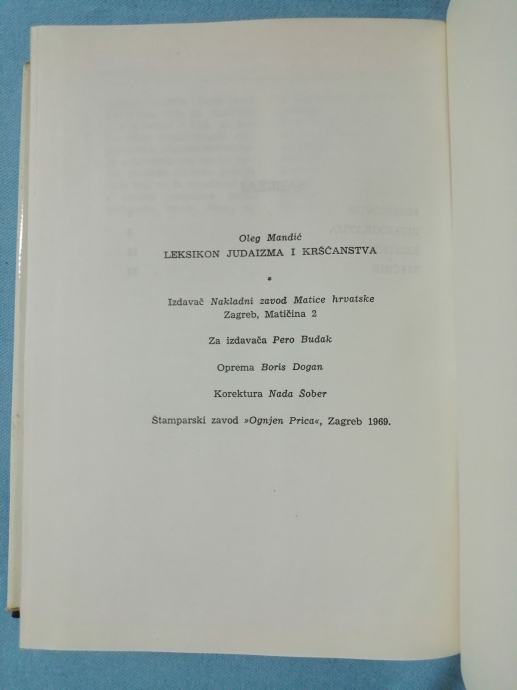 Oleg Mandić
LEKSIKON JUDAIZMA I KRŠĆANSTVA
*
Izdavač Nakladni zavod Matice hrvatske
Zagreb, Matičina 2
Za izdavača Pero Budak
Oprema Boris Dogan
Korektura Nada Šober
Štamparski zavod »Ognjen Prica«, Zagreb 1969.